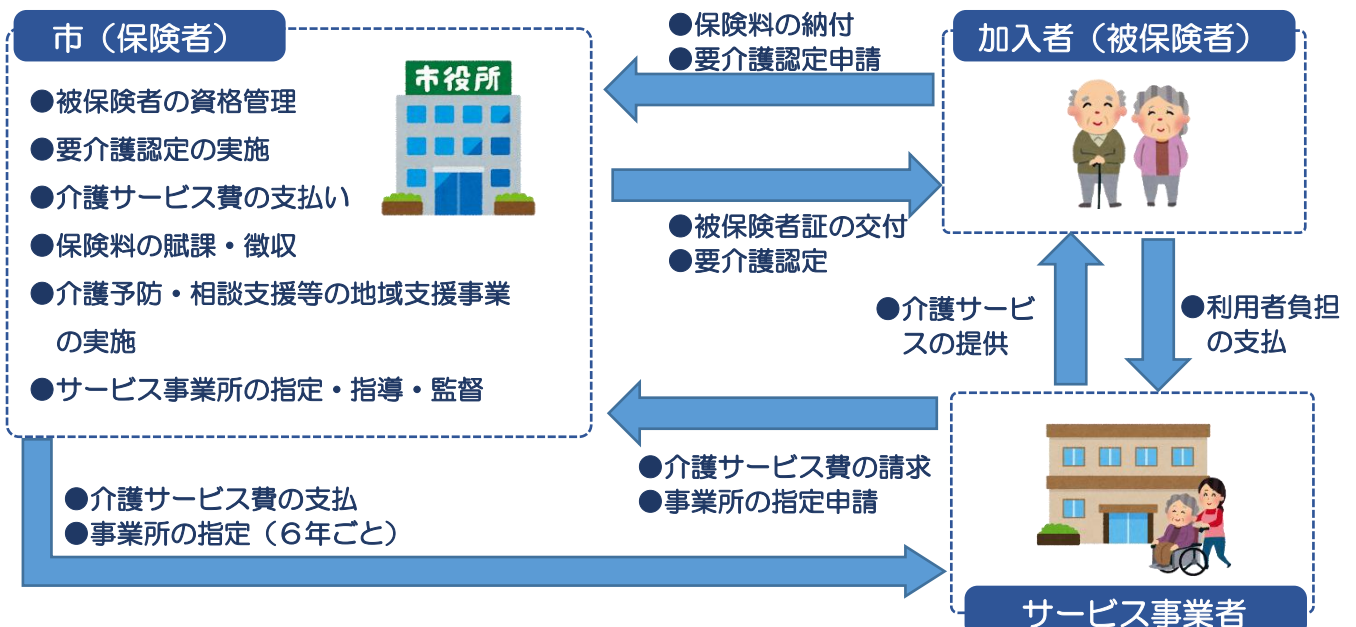 市（保険者）
市役所
●被保険者の資格管理
●要介護認定の実施
●介護サービス費の支払い
●保険料の賦課・徴収
●介護予防・相談支援等の地域支援事業
の実施
●サービス事業所の指定・指導・監督
●保険料の納付
●要介護認定申請
●被保険者証の交付
●要介護認定
加入者（被保険者）
●介護サービ
スの提供
●利用者負担
の支払
●介護サービス費の請求
●事業所の指定申請
●介護サービス費の支払
●事業所の指定（６年ごと）
サービス事業者